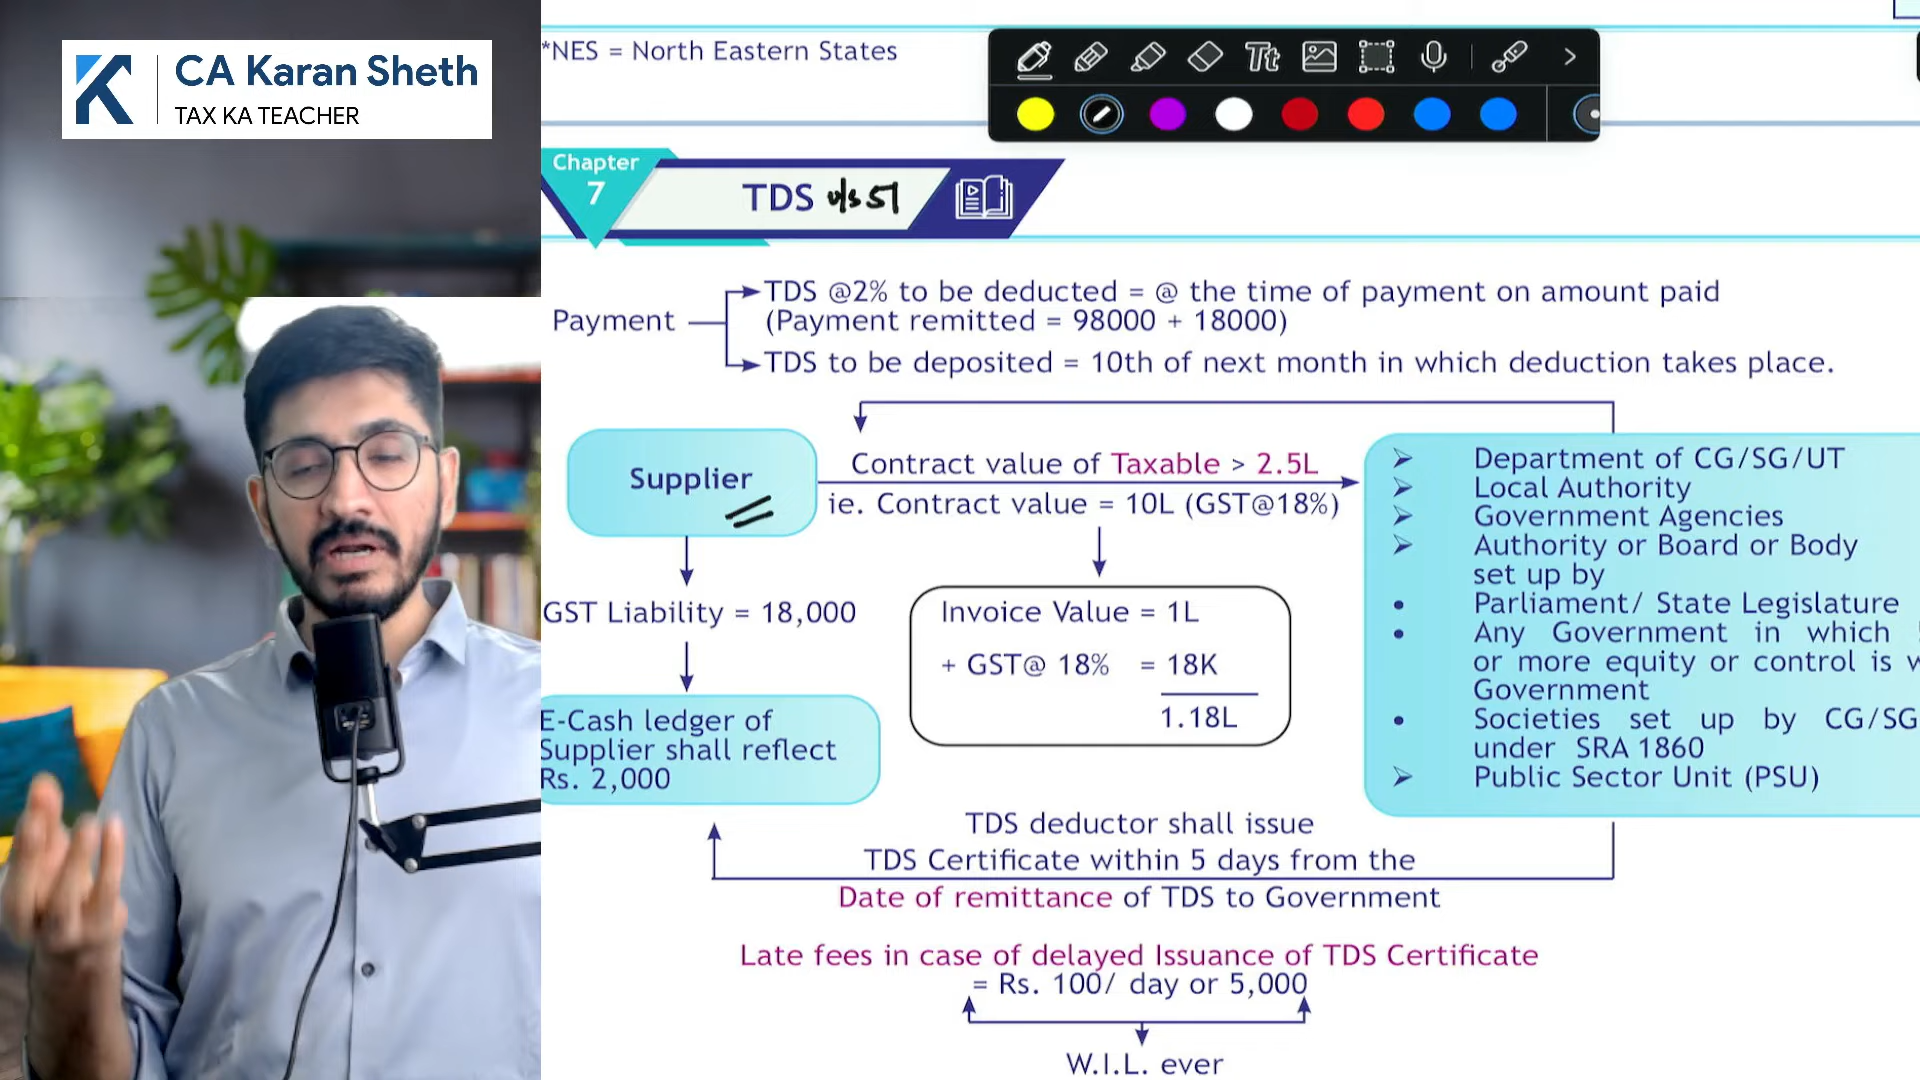 CA Karan Sheth
TAX KA TEACHER
*NES = North Eastern States
Tt
Chapter
7
TDS u/s 51
Payment
TDS @2% to be deducted = @ the time of payment on amount paid
(Payment remitted = 98000 + 18000)
TDS to be deposited = 10th of next month in which deduction takes place.
Supplier
Contract value of Taxable > 2.5L
ie. Contract value = 10L (GST@18%)
GST Liability = 18,000
Invoice Value = 1L
+ GST@ 18% = 18K
1.18L
E-Cash ledger of
Supplier shall reflect
Rs. 2,000
➢ Department of CG/SG/UT
➢ Local Authority
➢ Government Agencies
➢ Authority or Board or Body
set up by
• Parliament/ State Legislature
• Any Government in which
or more equity or control is
Government
• Societies set up by CG/SG
under SRA 1860
➢ Public Sector Unit (PSU)
TDS deductor shall issue
TDS Certificate within 5 days from the
Date of remittance of TDS to Government
Late fees in case of delayed Issuance of TDS Certificate
= Rs. 100/ day or 5,000
W.I.L. ever